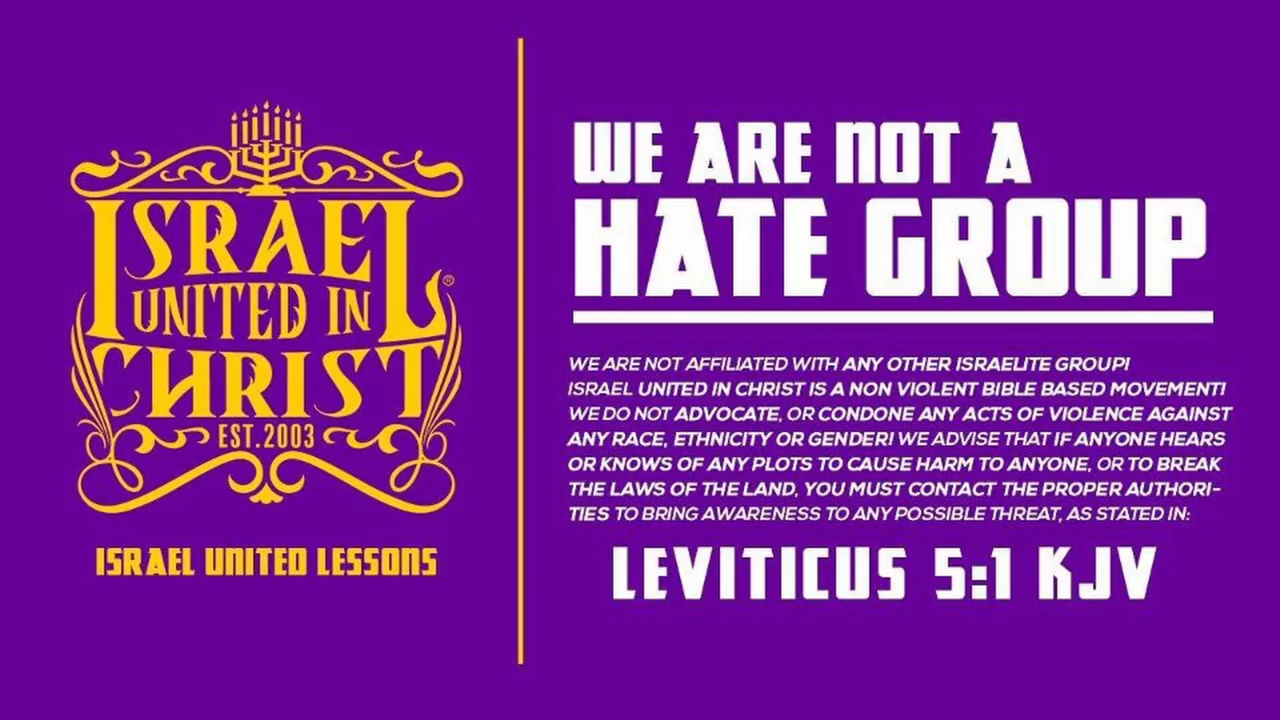 ISRAEL
UNITED IN
CHRIST
®
EST.2003
ISRAEL UNITED LESSONS
WE ARE NOT A
HATE GROUP
WE ARE NOT AFFILIATED WITH ANY OTHER ISRAELITE GROUP!
ISRAEL UNITED IN CHRIST IS A NON VIOLENT BIBLE BASED MOVEMENT!
WE DO NOT ADVOCATE, OR CONDONE ANY ACTS OF VIOLENCE AGAINST
ANY RACE, ETHNICITY OR GENDER! WE ADVISE THAT IF ANYONE HEARS
OR KNOWS OF ANY PLOTS TO CAUSE HARM TO ANYONE, OR TO BREAK
THE LAWS OF THE LAND, YOU MUST CONTACT THE PROPER AUTHORI-
TIES TO BRING AWARENESS TO ANY POSSIBLE THREAT, AS STATED IN:
LEVITICUS 5:1 KJV